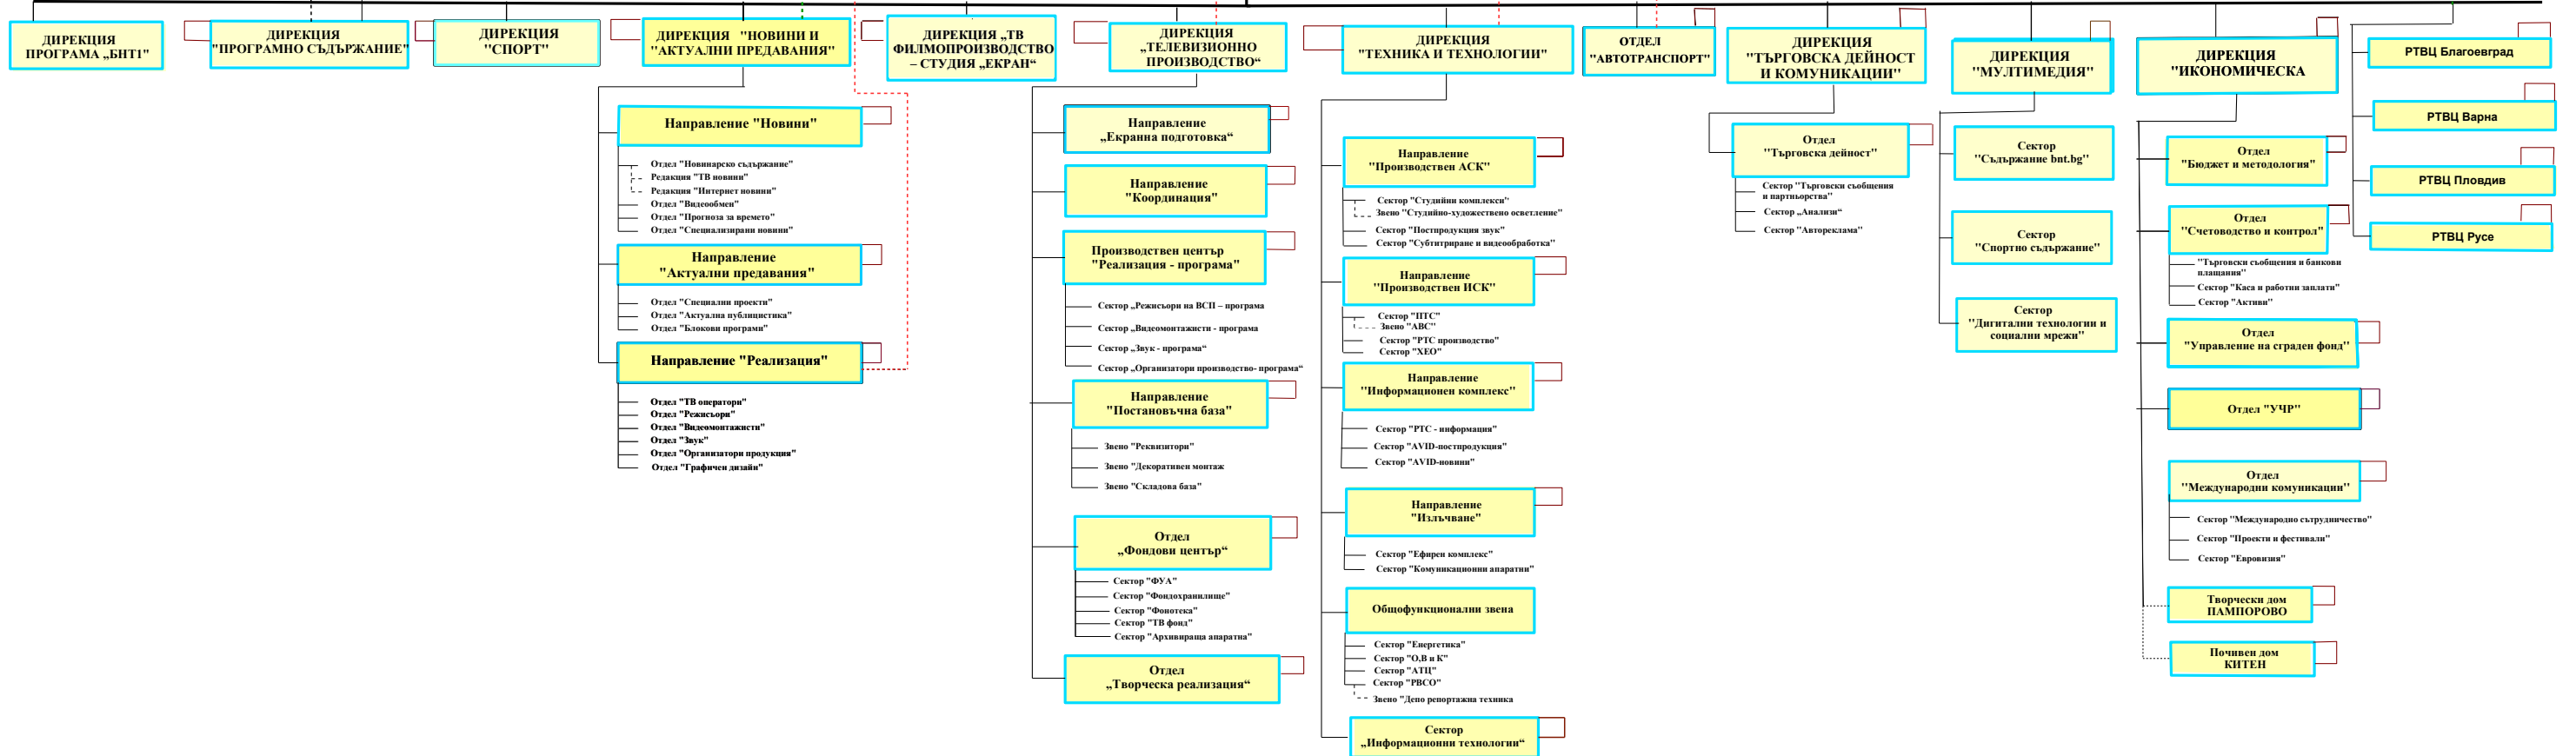 ДИРЕКЦИЯ
ПРОГРАМА „БНТ1"
ДИРЕКЦИЯ
"ПРОГРАМНО СЪДЪРЖАНИЕ"
ДИРЕКЦИЯ
"СПОРТ"
ДИРЕКЦИЯ "НОВИНИ И
"АКТУАЛНИ ПРЕДАВАНИЯ"
Направление "Новини"
Отдел "Новинарско съдържание"
Редакция "ТВ новини"
Редакция "Интернет новини"
Отдел "Видеообмен"
Отдел "Прогноза за времето"
Отдел "Специализирани новини"
Направление
"Актуални предавания"
Отдел "Специални проекти"
Отдел "Актуална публицистика"
Отдел "Блокови програми"
Направление "Реализация"
Отдел "ТВ оператори"
Отдел "Режисьори"
Отдел "Видеомонтажисти"
Отдел "Звук"
Отдел "Организатори продукция"
Отдел "Графичен дизайн"
ДИРЕКЦИЯ „ТВ
ФИЛМОПРОИЗВОДСТВО
– СТУДИЯ „ЕКРАН“
ДИРЕКЦИЯ
„ТЕЛЕВИЗИОННО
ПРОИЗВОДСТВО“
Направление
„Екранна подготовка“
Направление
"Координация"
Производствен център
"Реализация - програма"
Сектор „Режисьори на ВСП – програма
Сектор „Видеомонтажисти - програма
Сектор „Звук - програма“
Сектор „Организатори производство- програма“
Направление
"Постановъчна база"
Звено "Реквизитори"
Звено "Декоративен монтаж
Звено "Складова база"
Отдел
„Фондови център“
Сектор "ФУА"
Сектор "Фондохранилище"
Сектор "Фонотека"
Сектор "ТВ фонд"
Сектор "Архивираща апаратна"
Отдел
„Творческа реализация“
ДИРЕКЦИЯ
"ТЕХНИКА И ТЕХНОЛОГИИ"
Направление
"Производствен АСК"
Сектор "Студийни комплекси"
Звено "Студийно-художествено осветление"
Сектор "Постпродукция звук"
Сектор "Субтитриране и видеообработка"
Направление
"Производствен ИСК"
Сектор "ПТС"
Звено "АВС"
Сектор "РТС производство"
Сектор "ХЕО"
Направление
"Информационен комплекс"
Сектор "РТС - информация"
Сектор "AVID-постпродукция"
Сектор "AVID-новини"
Направление
"Излъчване"
Сектор "Ефирен комплекс"
Сектор "Комуникационни апаратни"
Общофункционални звена
Сектор "Енергетика"
Сектор "О,В и К"
Сектор "АТЦ"
Сектор "РВСО"
Звено "Депо репортажна техника
Сектор
„Информационни технологии“
ОТДЕЛ
"АВТОТРАНСПОРТ"
ДИРЕКЦИЯ
"ТЪРГОВСКА ДЕЙНОСТ
И КОМУНИКАЦИИ"
Отдел
"Търговска дейност"
Сектор "Търговски съобщения
и партньорства"
Сектор „Анализи“
Сектор "Автореклама"
ДИРЕКЦИЯ
"МУЛТИМЕДИЯ"
Сектор
"Съдържание bnt.bg"
Сектор
"Спортно съдържание"
Сектор
"Дигитални технологии и
социални мрежи"
ДИРЕКЦИЯ
"ИКОНОМИЧЕСКА
Отдел
"Бюджет и методология"
Отдел
"Счетоводство и контрол"
"Търговски съобщения и банкови
плащания"
Сектор "Каса и работни заплати"
Сектор "Активи"
Отдел
"Управление на сграден фонд"
Отдел "УЧР"
Отдел
"Международни комуникации"
Сектор "Международно сътрудничество"
Сектор "Проекти и фестивали"
Сектор "Евровизия"
Творчески дом
ПАМПОРОВО
Почивен дом
КИТЕН
РТВЦ Благоевград
РТВЦ Варна
РТВЦ Пловдив
РТВЦ Русе